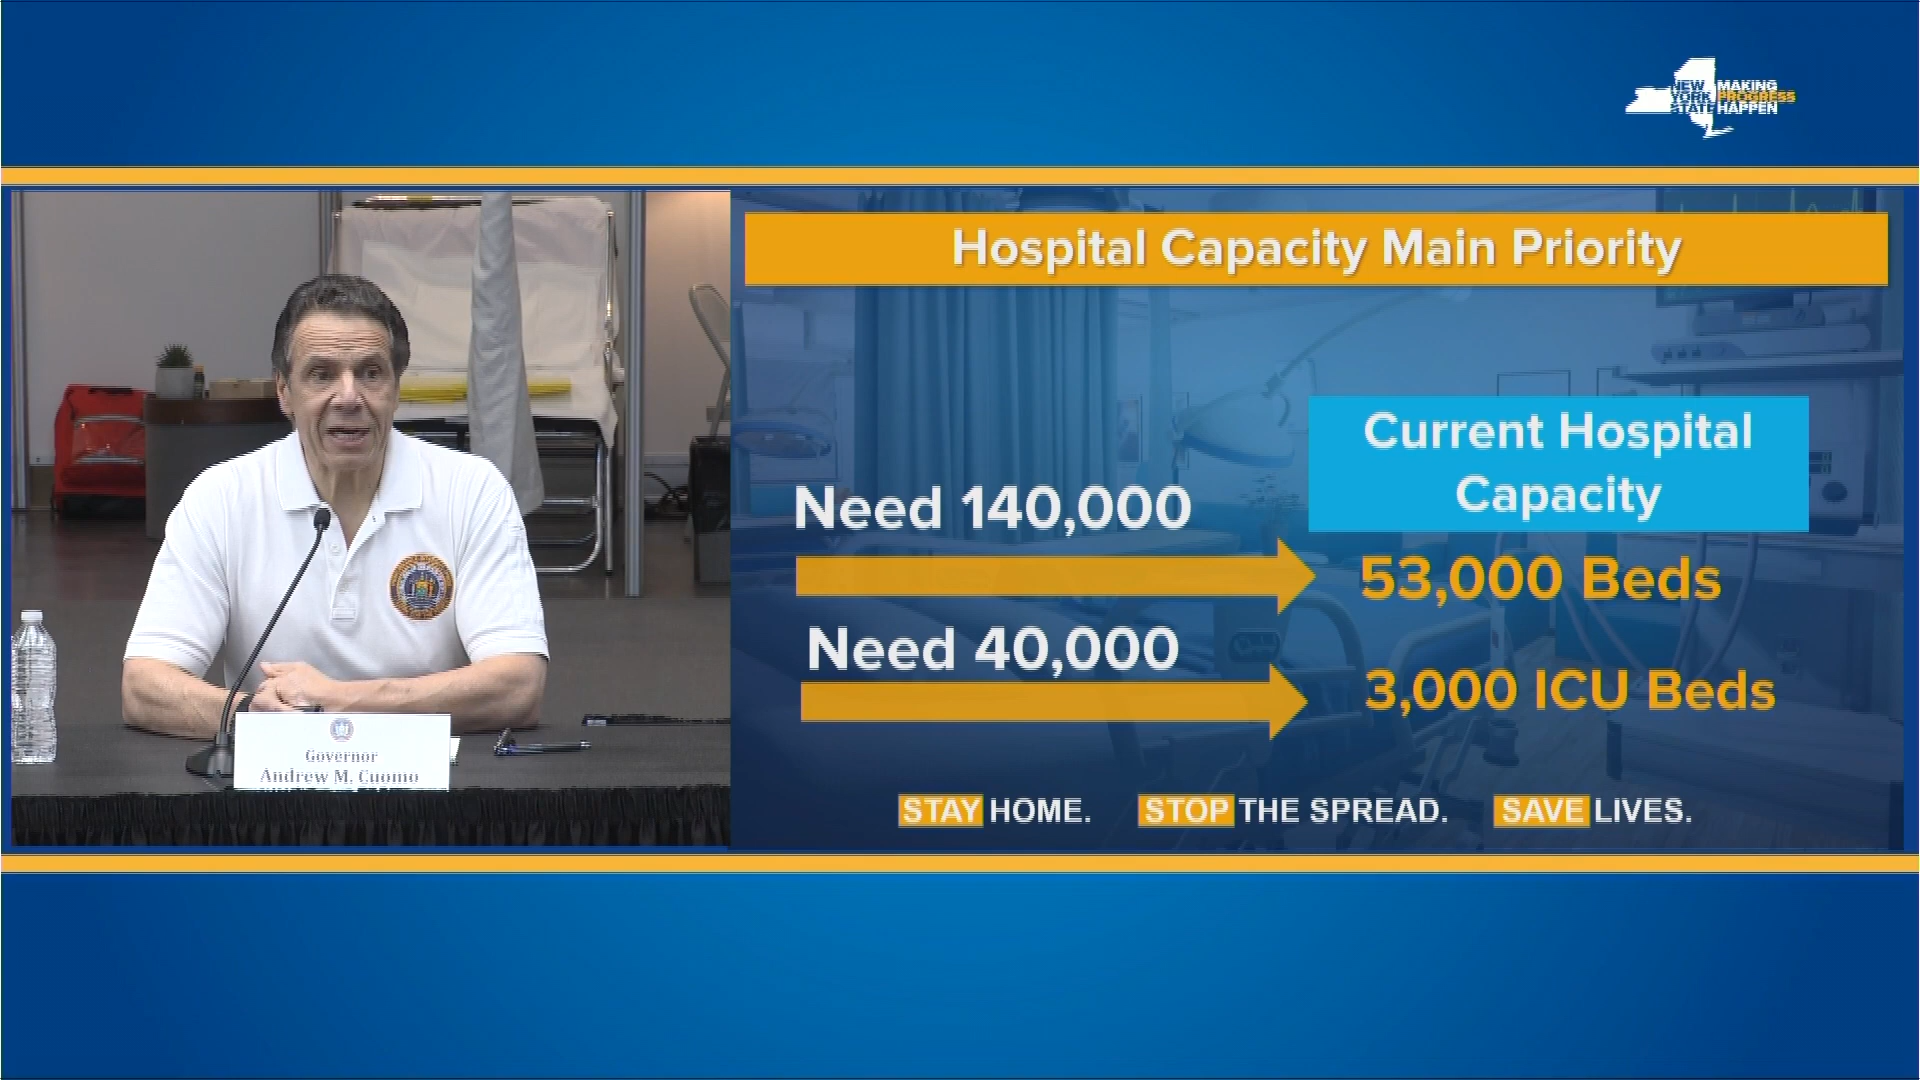 NEW YORK STATE
MAKING PROGRESS HAPPEN
Hospital Capacity Main Priority
Current Hospital
Capacity
Need 140,000
53,000 Beds
Need 40,000
3,000 ICU Beds
STAY HOME. STOP THE SPREAD. SAVE LIVES.
Governor
Andrew M. Cuomo